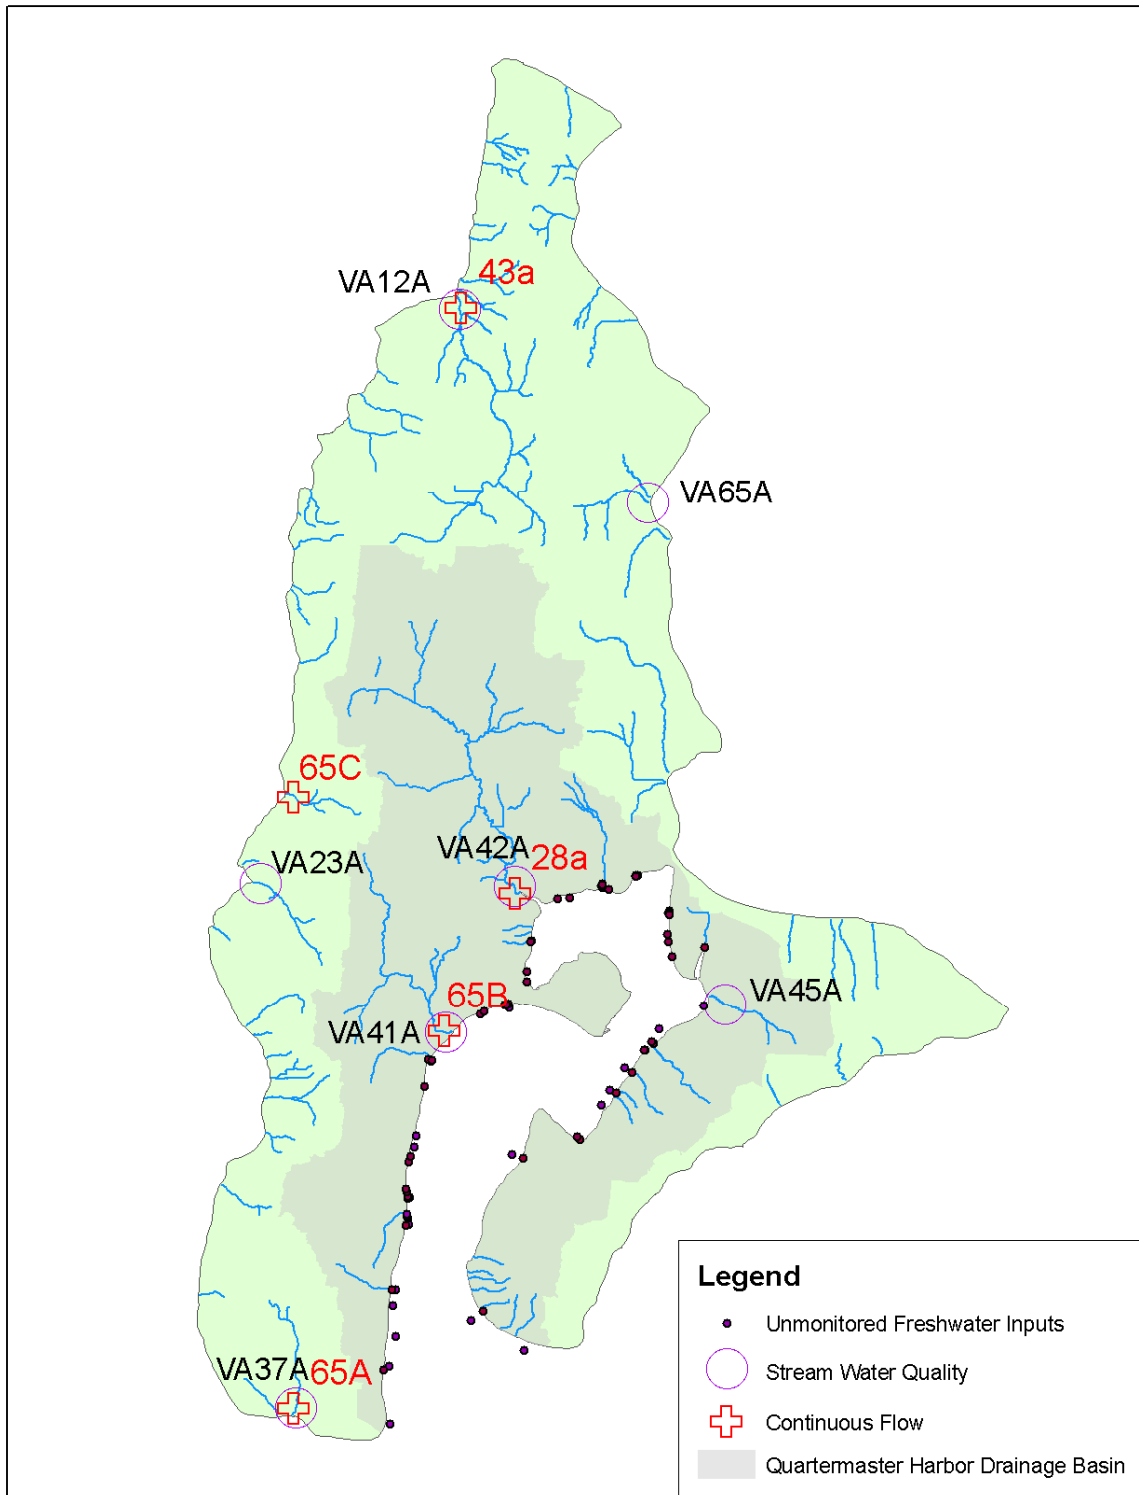 43a
VA12A
VA65A
65C
VA42A
28a
VA23A
65B
VA45A
VA41A
VA37A
65A
Legend
Unmonitored Freshwater Inputs
Stream Water Quality
Continuous Flow
Quartermaster Harbor Drainage Basin